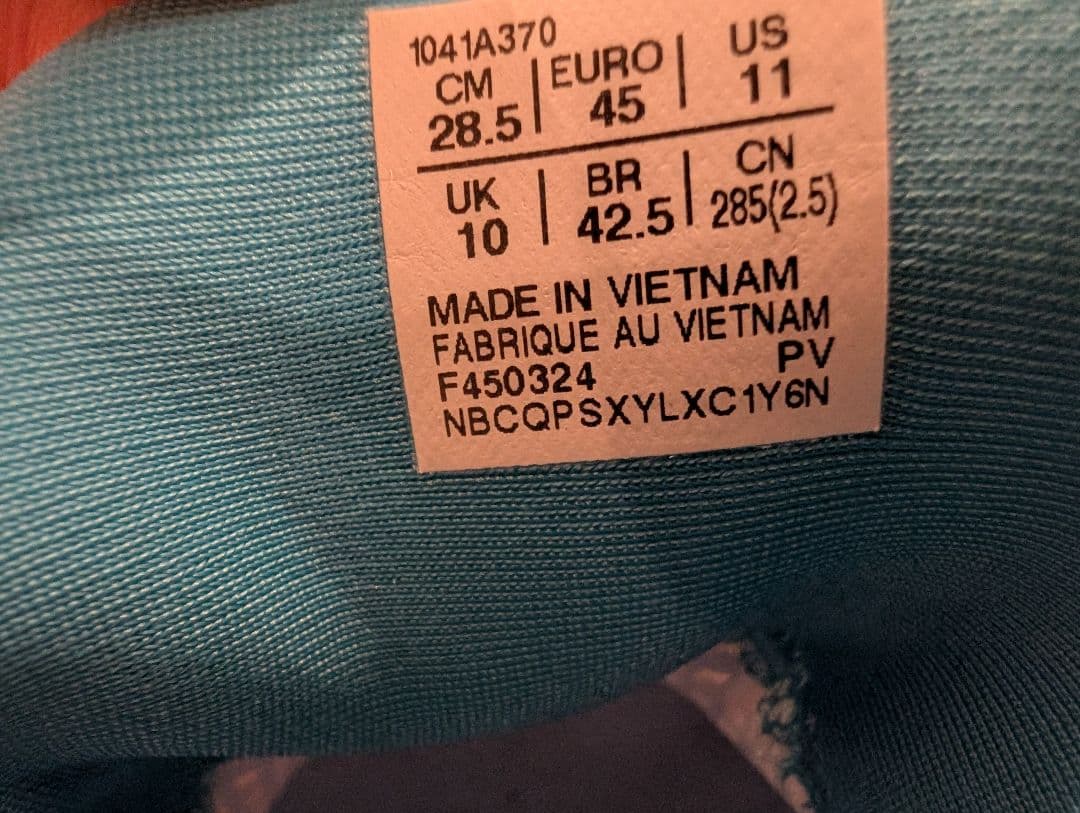 1041A370
CM | EURO | US
28.5 | 45 | 11
UK | BR | CN
10 | 42.5 | 285(2.5)
MADE IN VIETNAM
FABRIQUE AU VIETNAM
F450324 PV
NBCQPSXYLXC1Y6N